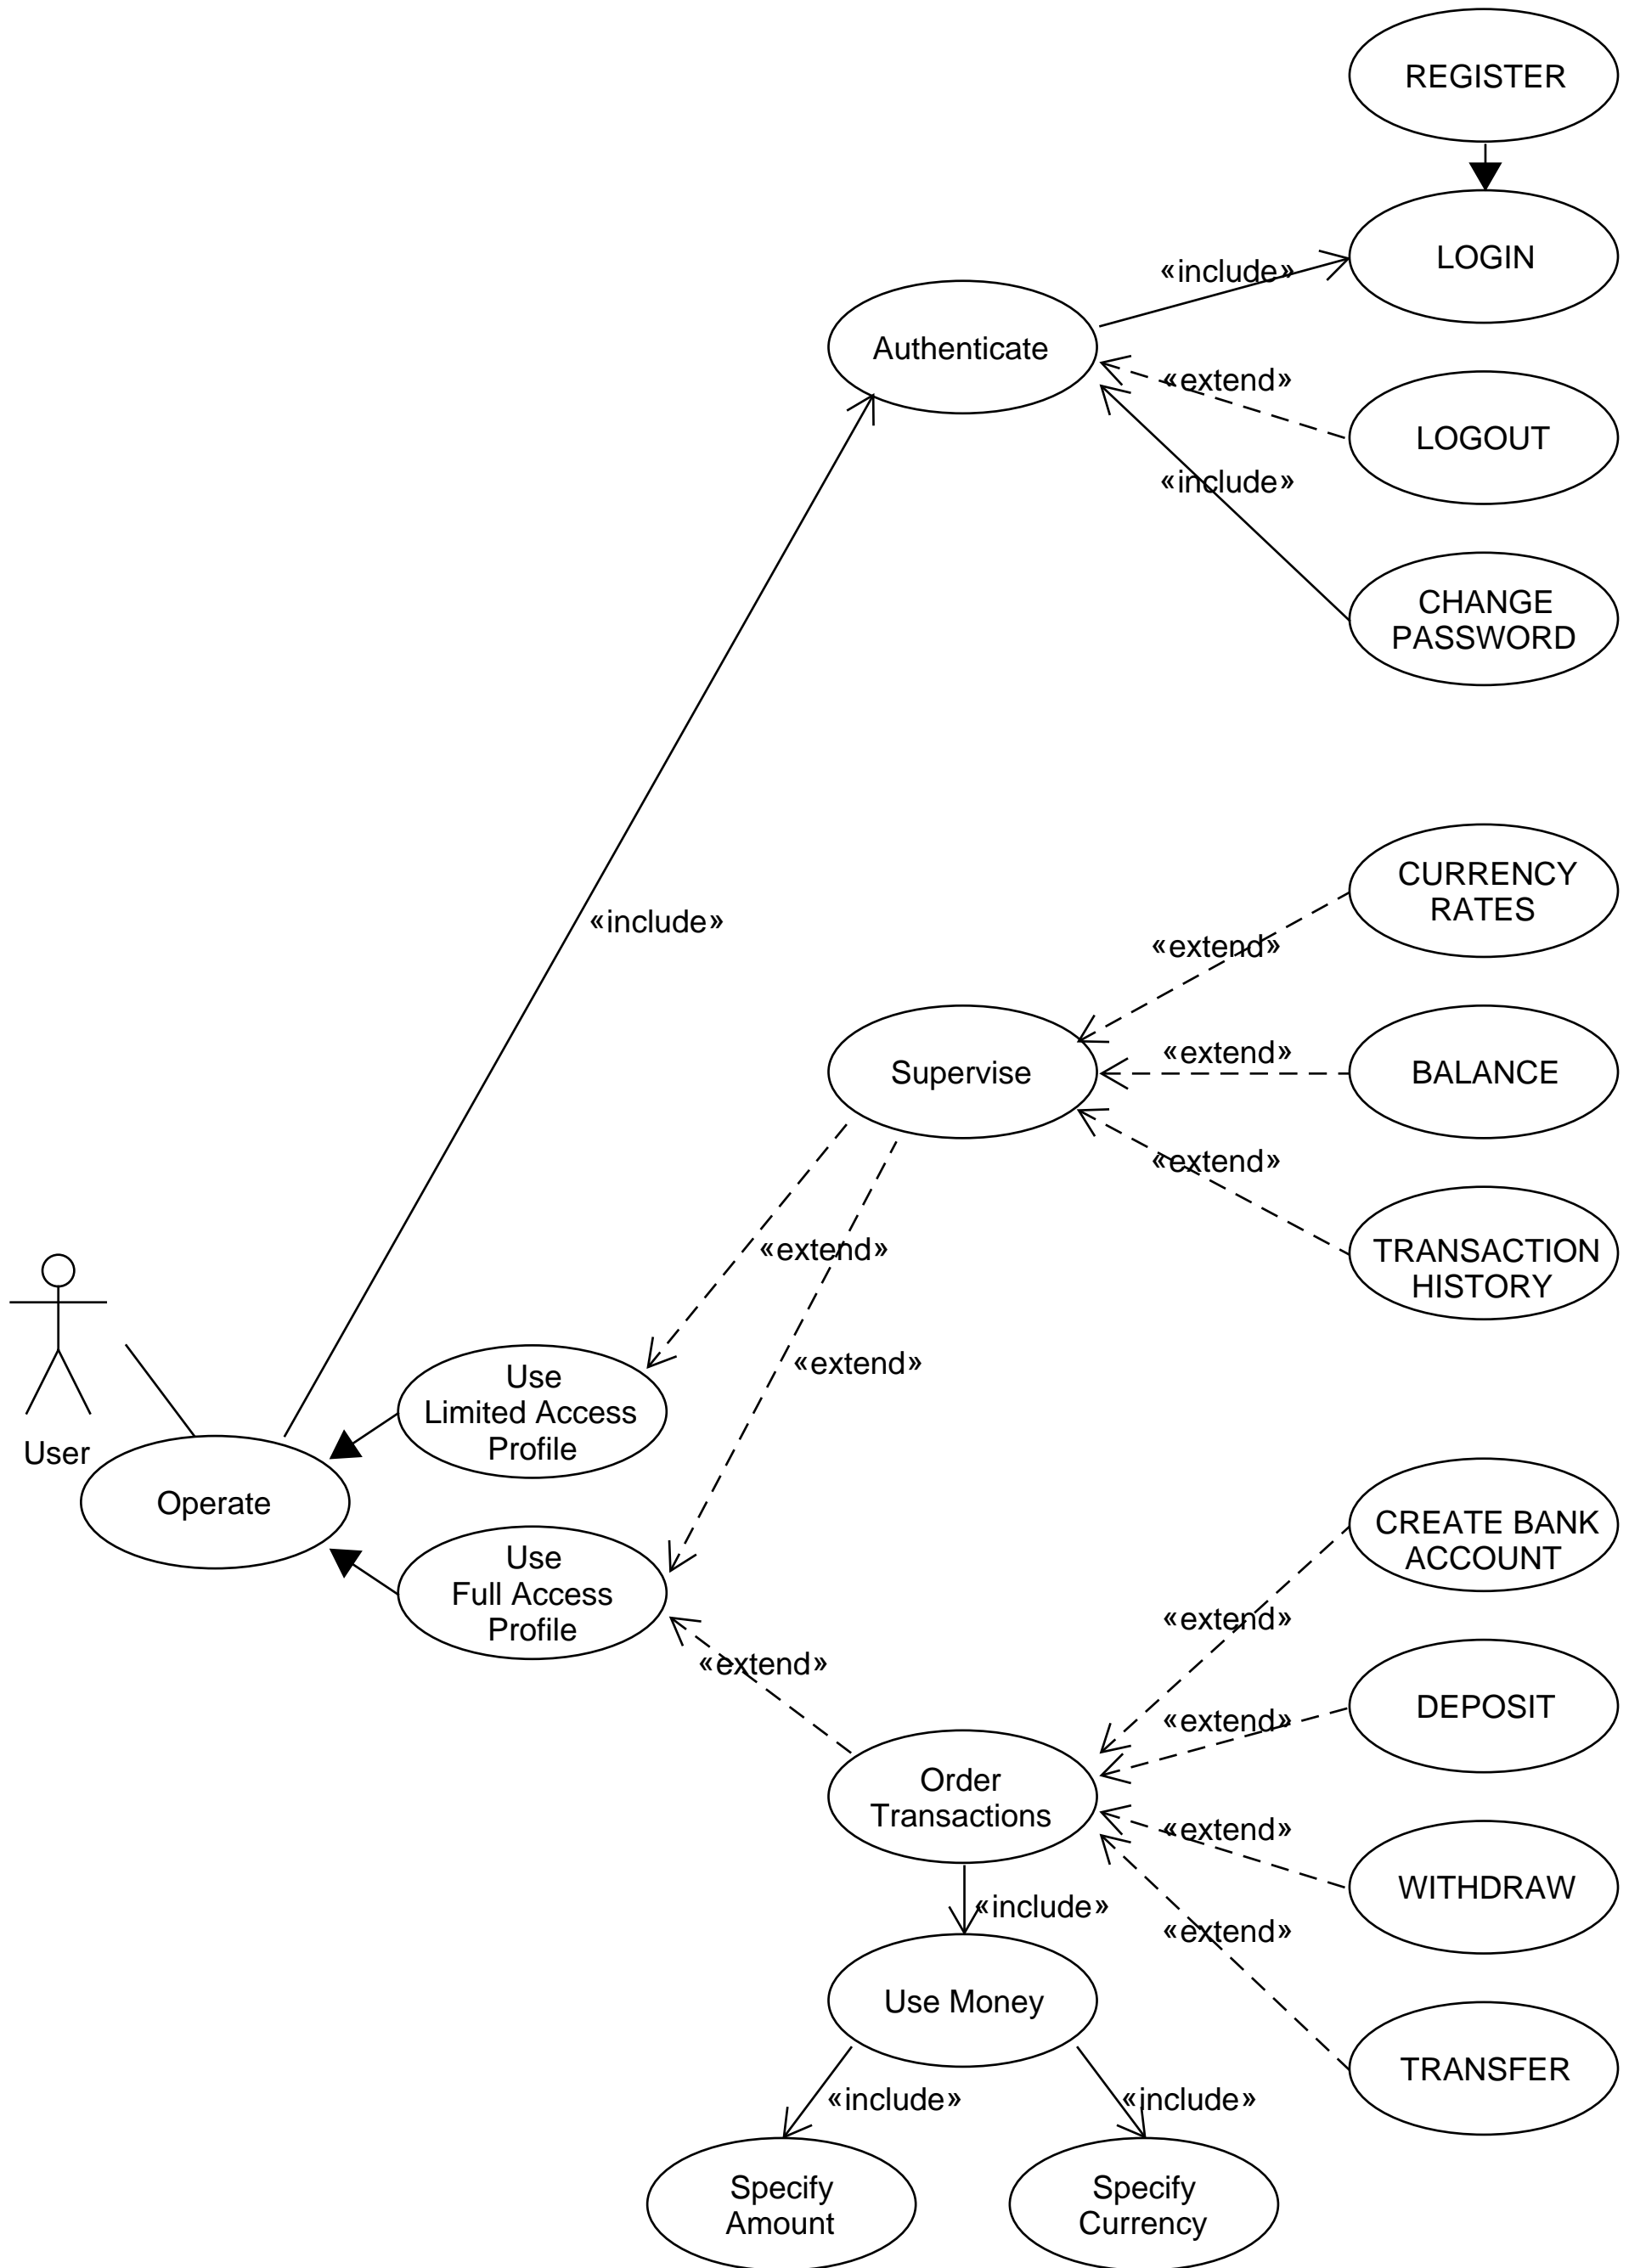 REGISTER
LOGIN
«include»
Authenticate
«extend»
LOGOUT
«include»
CHANGE
PASSWORD
CURRENCY
RATES
«include»
«extend»
«extend»
Supervise
BALANCE
«extend»
TRANSACTION
HISTORY
«extend»
«extend»
Use
Limited Access
Profile
User
Operate
Use
Full Access
Profile
CREATE BANK
ACCOUNT
«extend»
«extend»
DEPOSIT
«extend»
Order
Transactions
«extend»
WITHDRAW
«include»
«extend»
Use Money
TRANSFER
«include»
«include»
Specify
Amount
Specify
Currency